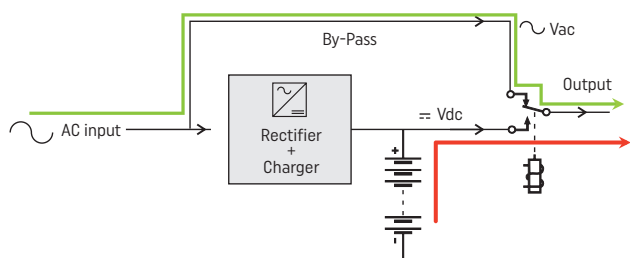 By-Pass
Vac
Output
AC input
Rectifier
+
Charger
Vdc
+
-